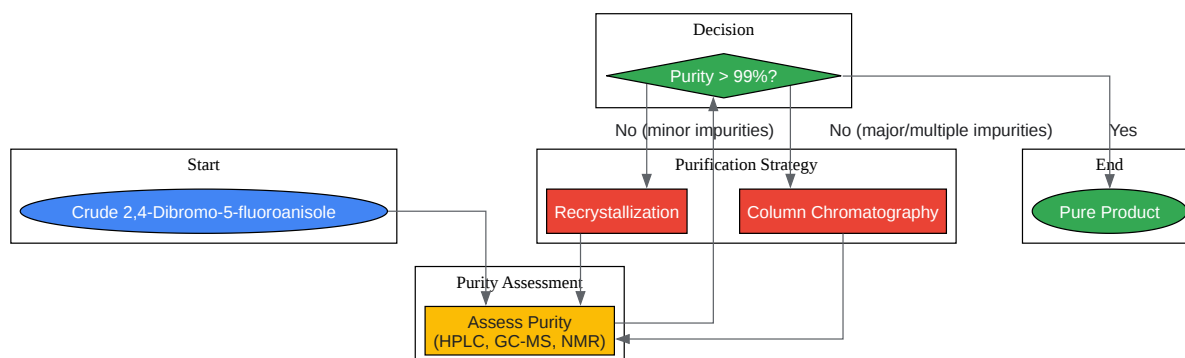 Decision
Purity > 99%?
No (minor impurities)
No (major/multiple impurities)
Yes
Start
Crude 2,4-Dibromo-5-fluoroanisole
Purification Strategy
Recrystallization
Column Chromatography
End
Pure Product
Purity Assessment
Assess Purity
(HPLC, GC-MS, NMR)